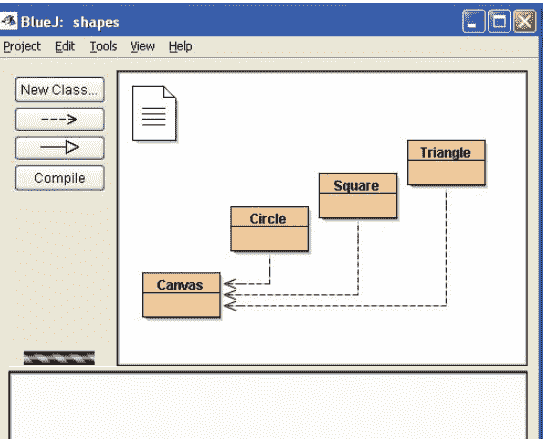 BlueJ: shapes
Project Edit Tools View Help
New Class...
Compile
Triangle
Square
Circle
Canvas